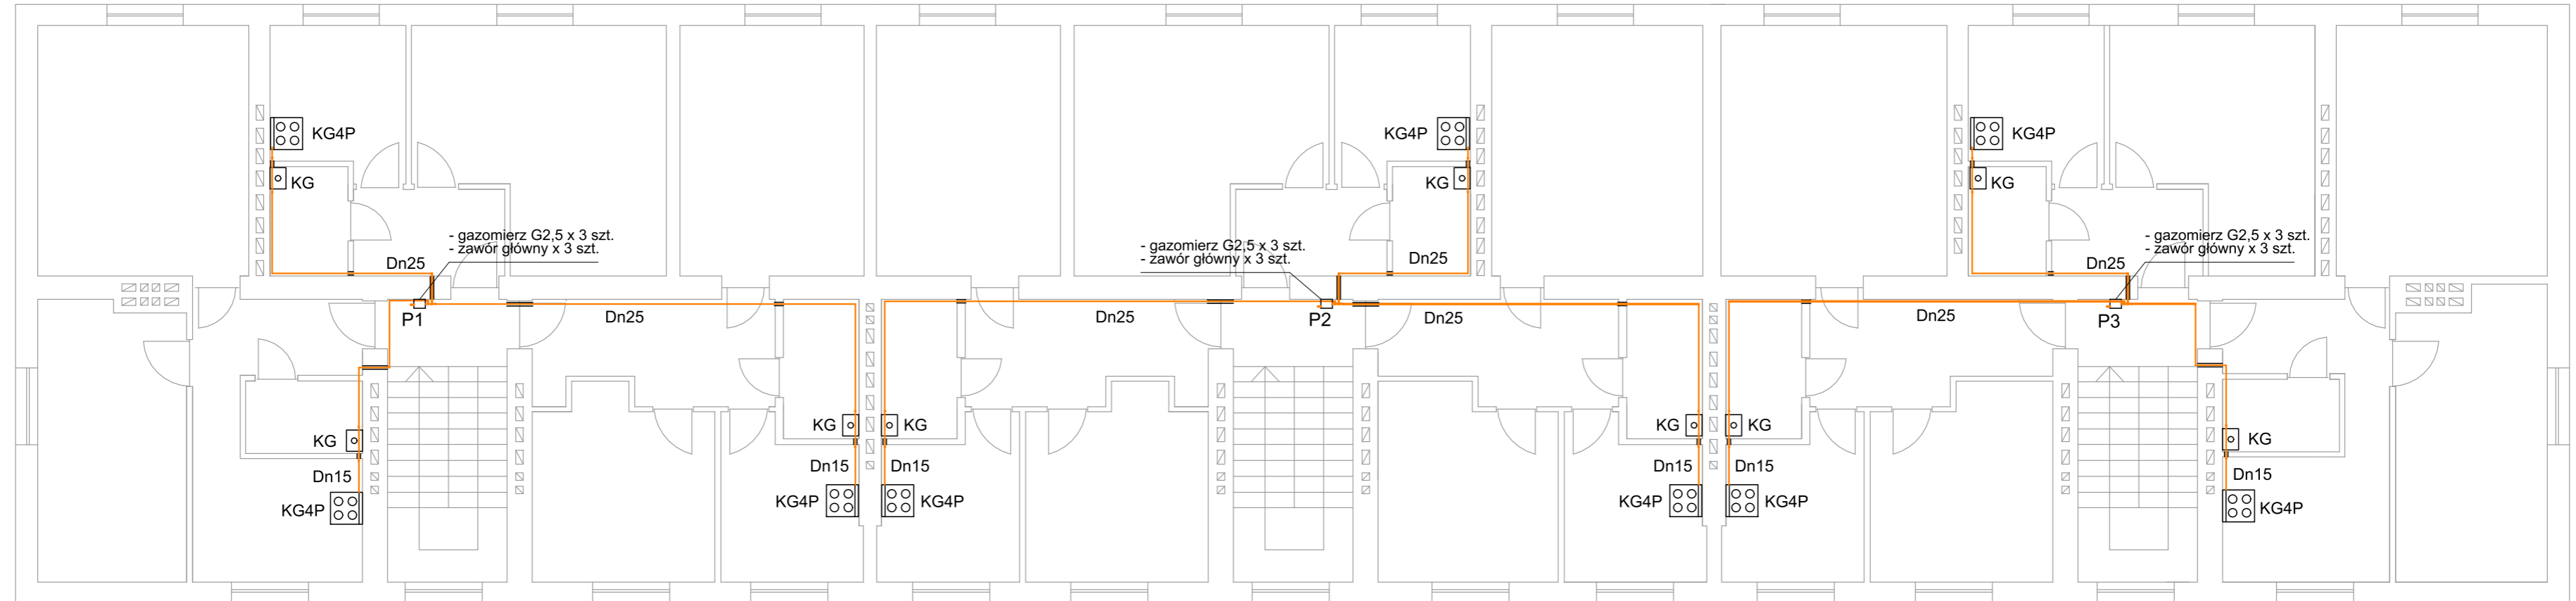 KG4P
KG4P
KG4P
KG
KG
KG
- gazomierz G2,5 x 3 szt.
- zawór główny x 3 szt.
- gazomierz G2,5 x 3 szt.
- zawór główny x 3 szt.
- gazomierz G2,5 x 3 szt.
- zawór główny x 3 szt.
Dn25
Dn25
Dn25
P1
Dn25
Dn25
P2
Dn25
Dn25
P3
KG
KG
KG
KG
KG
KG
Dn15
Dn15
Dn15
Dn15
Dn15
Dn15
KG4P
KG4P
KG4P
KG4P
KG4P
KG4P